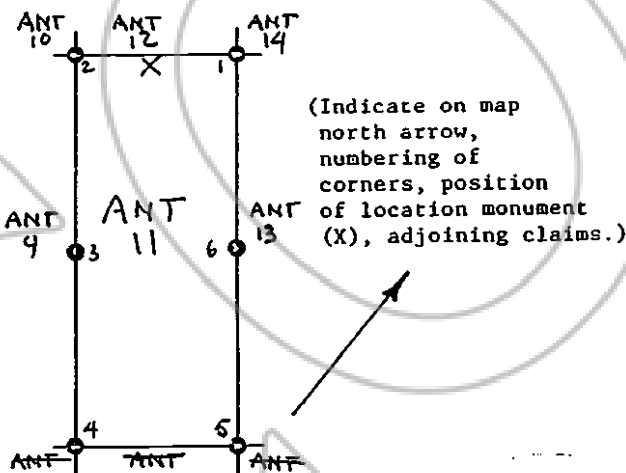 ANT 10
ANT 12
ANT 14
2
X
1
(Indicate on map
north arrow,
numbering of
corners, position
of location monument
(X), adjoining claims.)
ANT 9
3
ANT 11
6
ANT 13
4
5
ANT
ANT
ANT